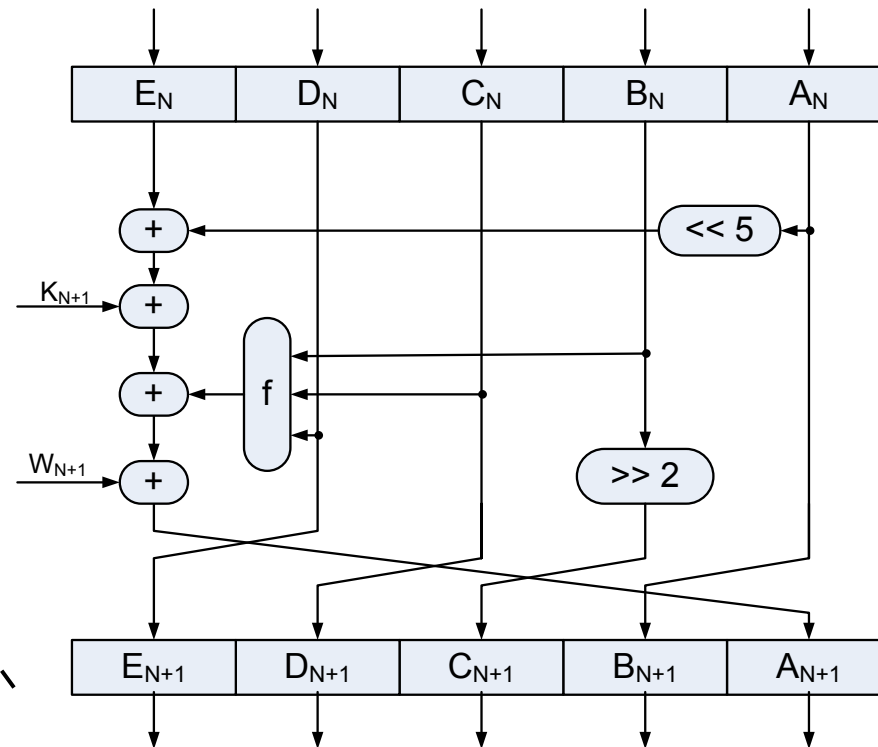 E_N D_N C_N B_N A_N
+ << 5
K_N+1 +
+ f
W_N+1 + >> 2
E_N+1 D_N+1 C_N+1 B_N+1 A_N+1